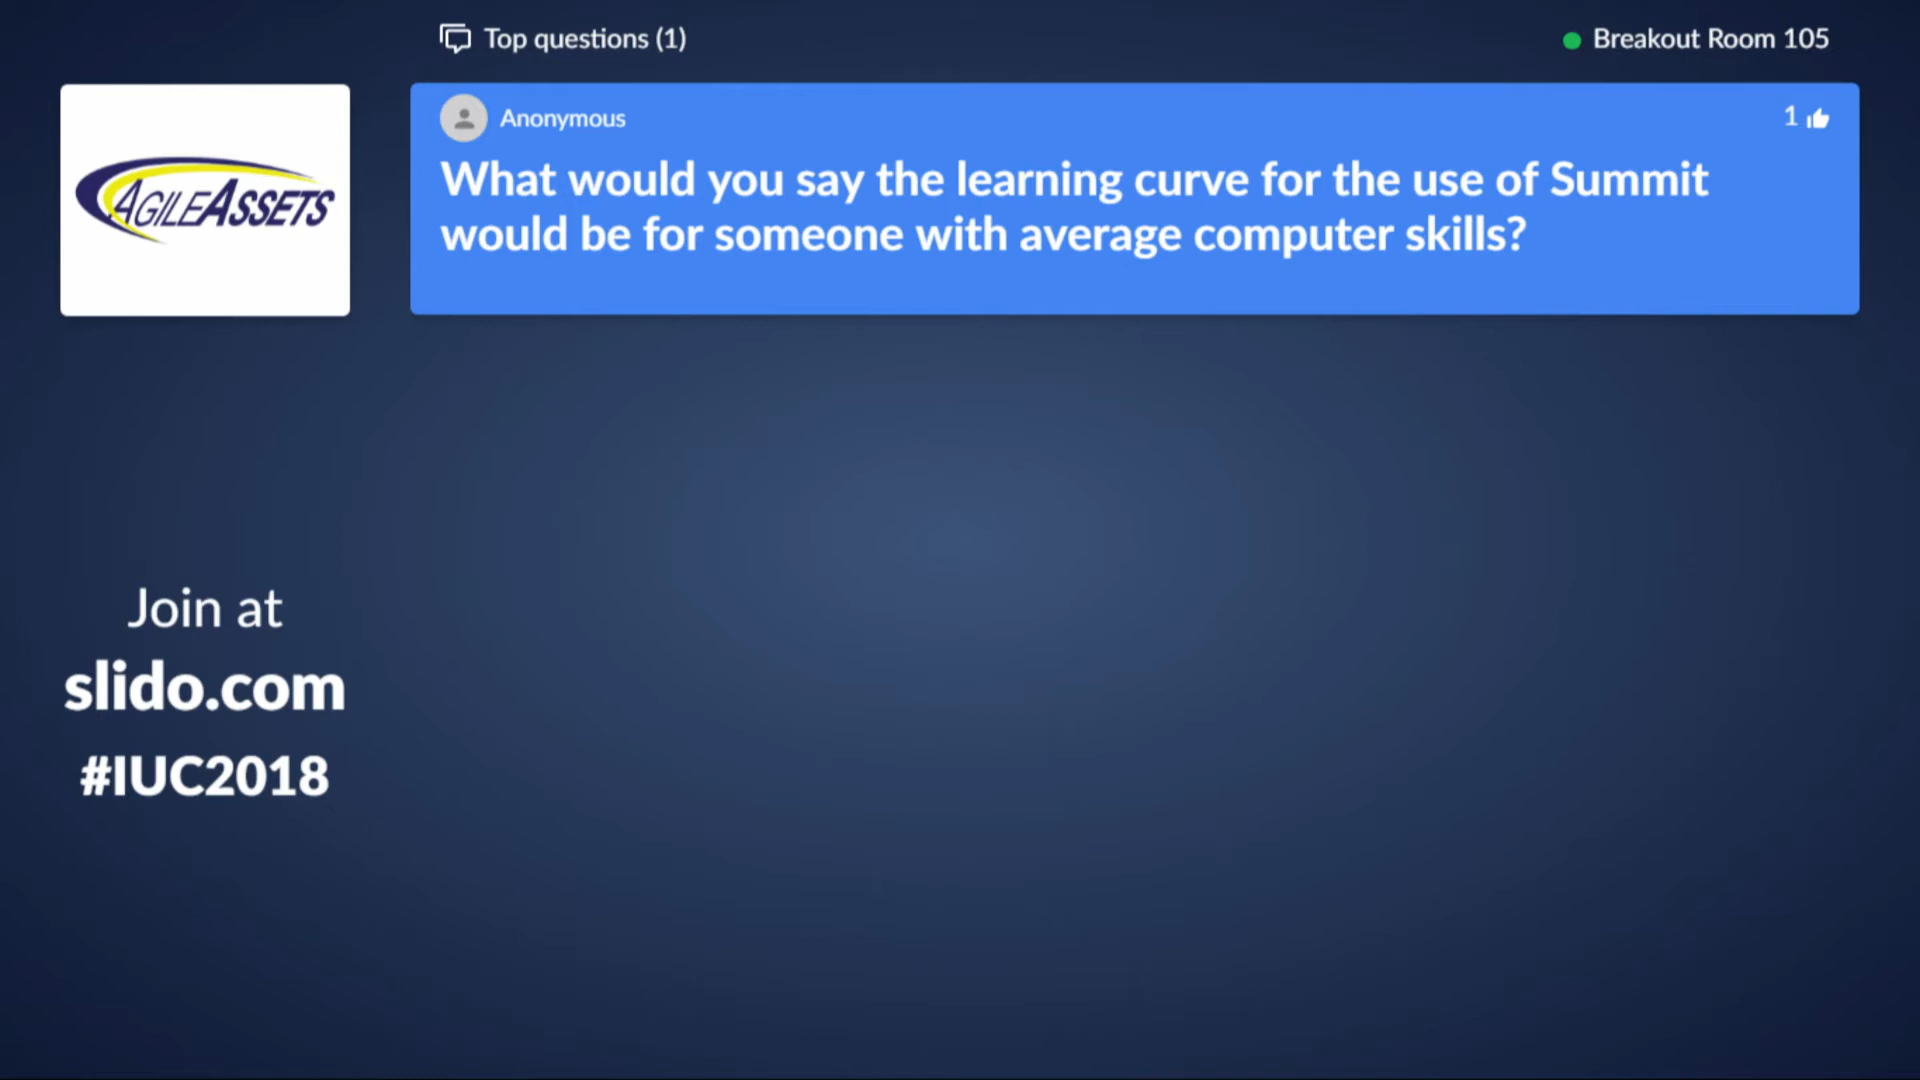 Top questions (1)
Breakout Room 105
AGILEASSETS
Anonymous
1
What would you say the learning curve for the use of Summit
would be for someone with average computer skills?
Join at
slido.com
#IUC2018